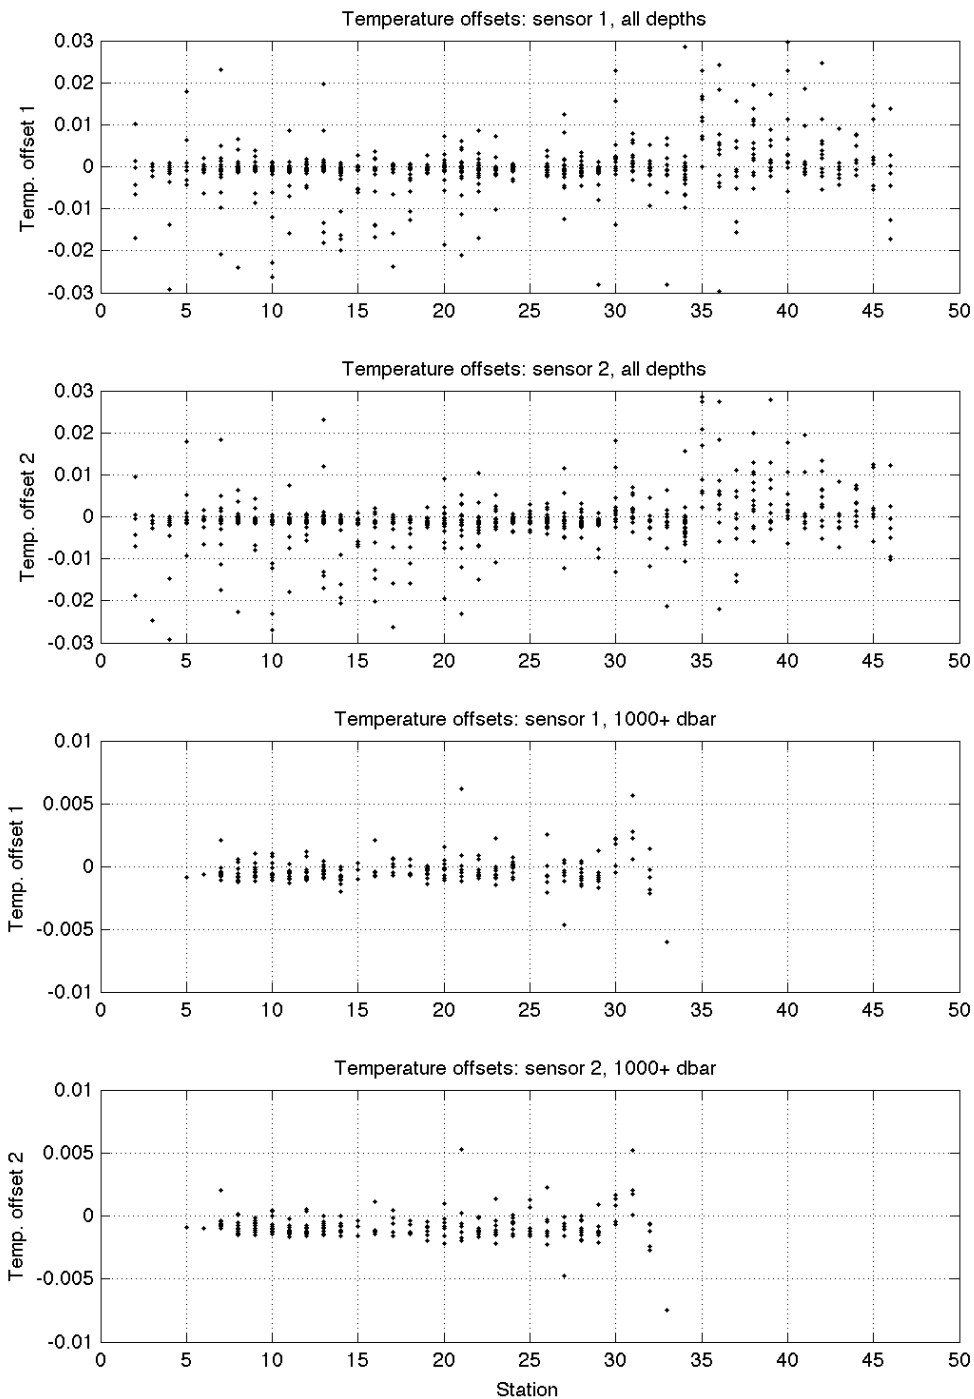 Temperature offsets: sensor 1, all depths
0.03
0.02
0.01
0
-0.01
-0.02
-0.03
Temp. offset 1
0 5 10 15 20 25 30 35 40 45 50
Temperature offsets: sensor 2, all depths
0.03
0.02
0.01
0
-0.01
-0.02
-0.03
Temp. offset 2
0 5 10 15 20 25 30 35 40 45 50
Temperature offsets: sensor 1, 1000+ dbar
0.01
0.005
0
-0.005
-0.01
Temp. offset 1
0 5 10 15 20 25 30 35 40 45 50
Temperature offsets: sensor 2, 1000+ dbar
0.01
0.005
0
-0.005
-0.01
Temp. offset 2
0 5 10 15 20 25 30 35 40 45 50
Station